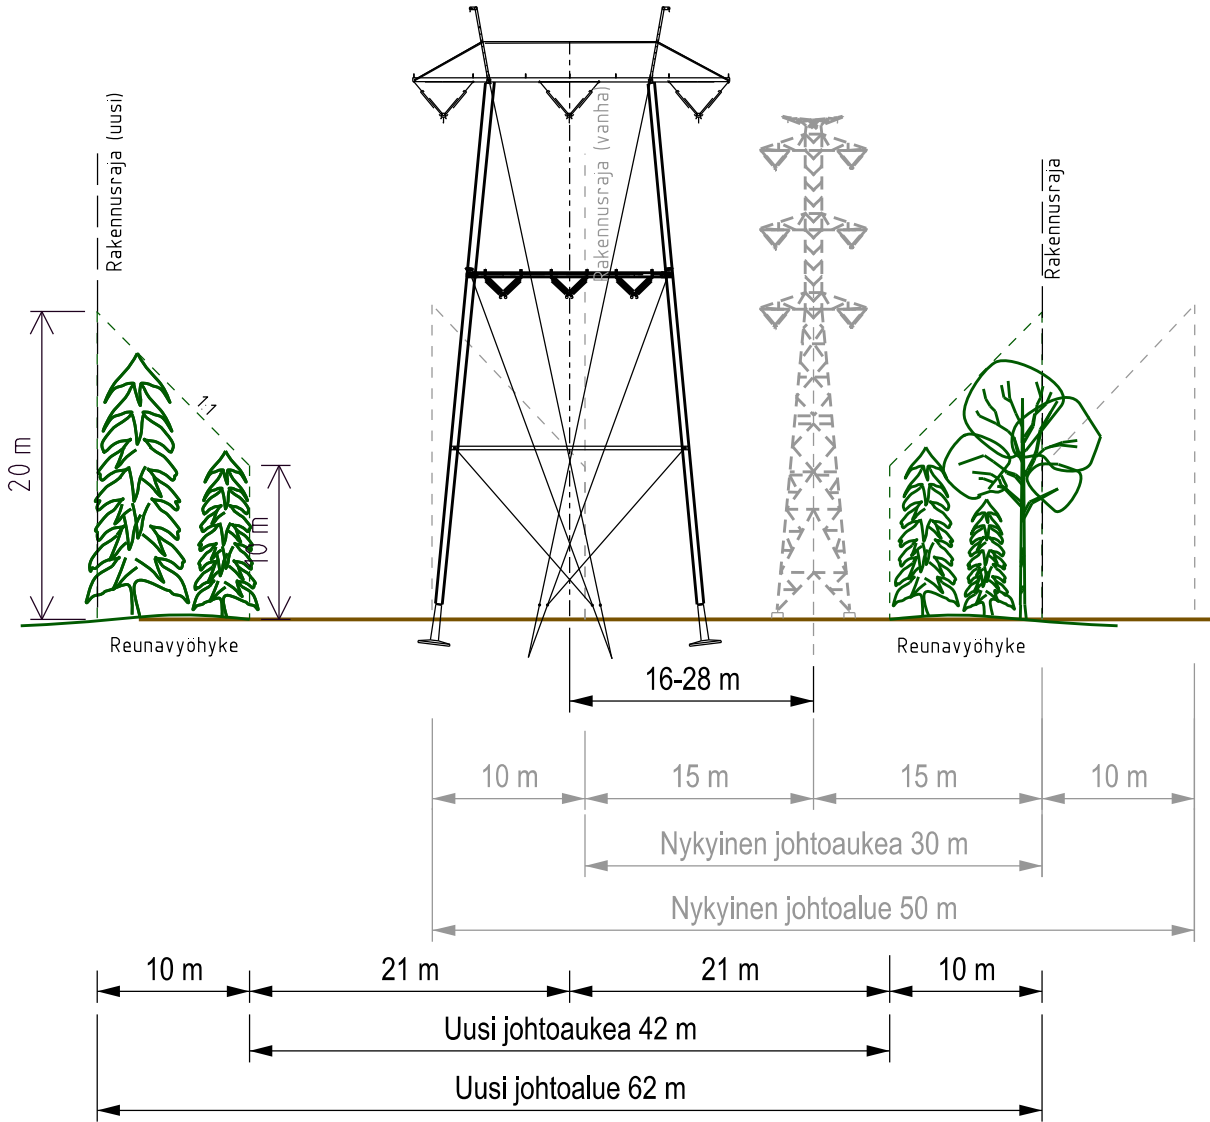 Rakennusraja (uusi)
Rakennusraja (vanha)
Rakennusraja
20 m
1:1
10 m
Reunavyöhyke
Reunavyöhyke
16-28 m
10 m
15 m
15 m
10 m
Nykyinen johtoaukea 30 m
Nykyinen johtoalue 50 m
10 m
21 m
21 m
10 m
Uusi johtoaukea 42 m
Uusi johtoalue 62 m